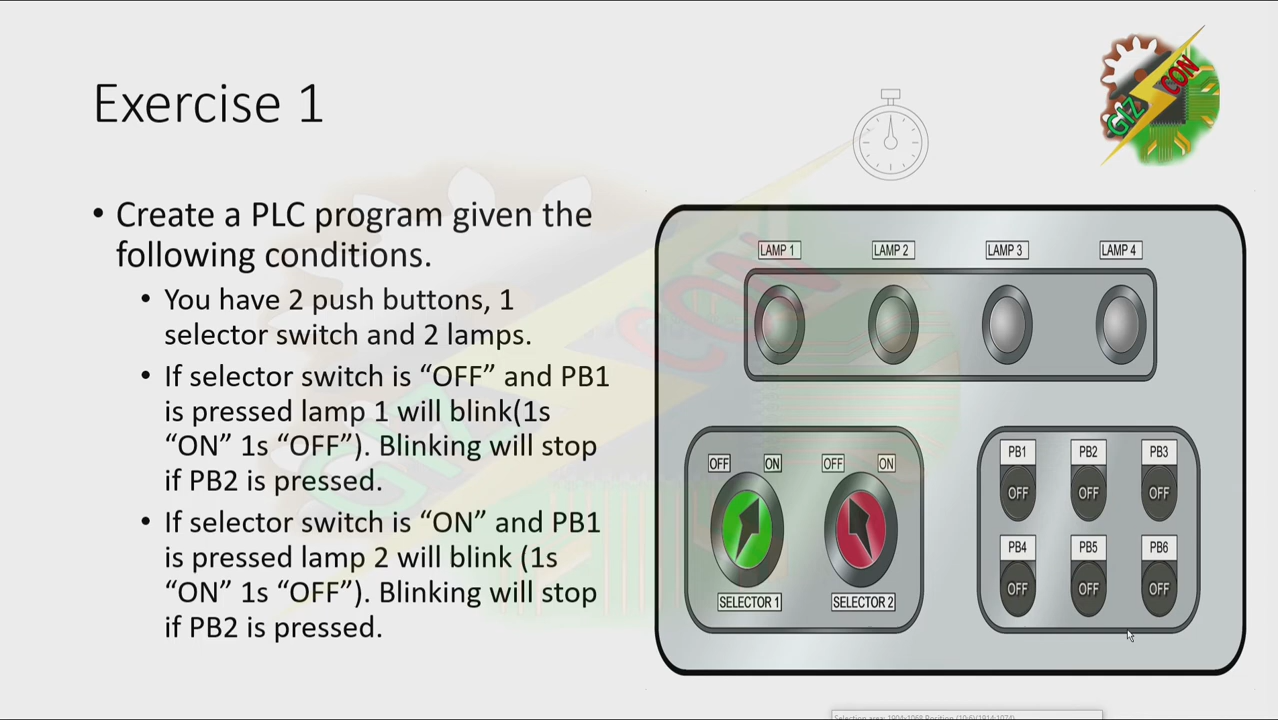 Exercise 1
GIZ
CON
• Create a PLC program given the
following conditions.
• You have 2 push buttons, 1
selector switch and 2 lamps.
• If selector switch is “OFF” and PB1
is pressed lamp 1 will blink(1s
“ON” 1s “OFF”). Blinking will stop
if PB2 is pressed.
• If selector switch is “ON” and PB1
is pressed lamp 2 will blink (1s
“ON” 1s “OFF”). Blinking will stop
if PB2 is pressed.
LAMP 1 LAMP 2 LAMP 3 LAMP 4
OFF ON OFF ON
SELECTOR 1 SELECTOR 2
PB1 PB2 PB3
OFF OFF OFF
PB4 PB5 PB6
OFF OFF OFF
CON